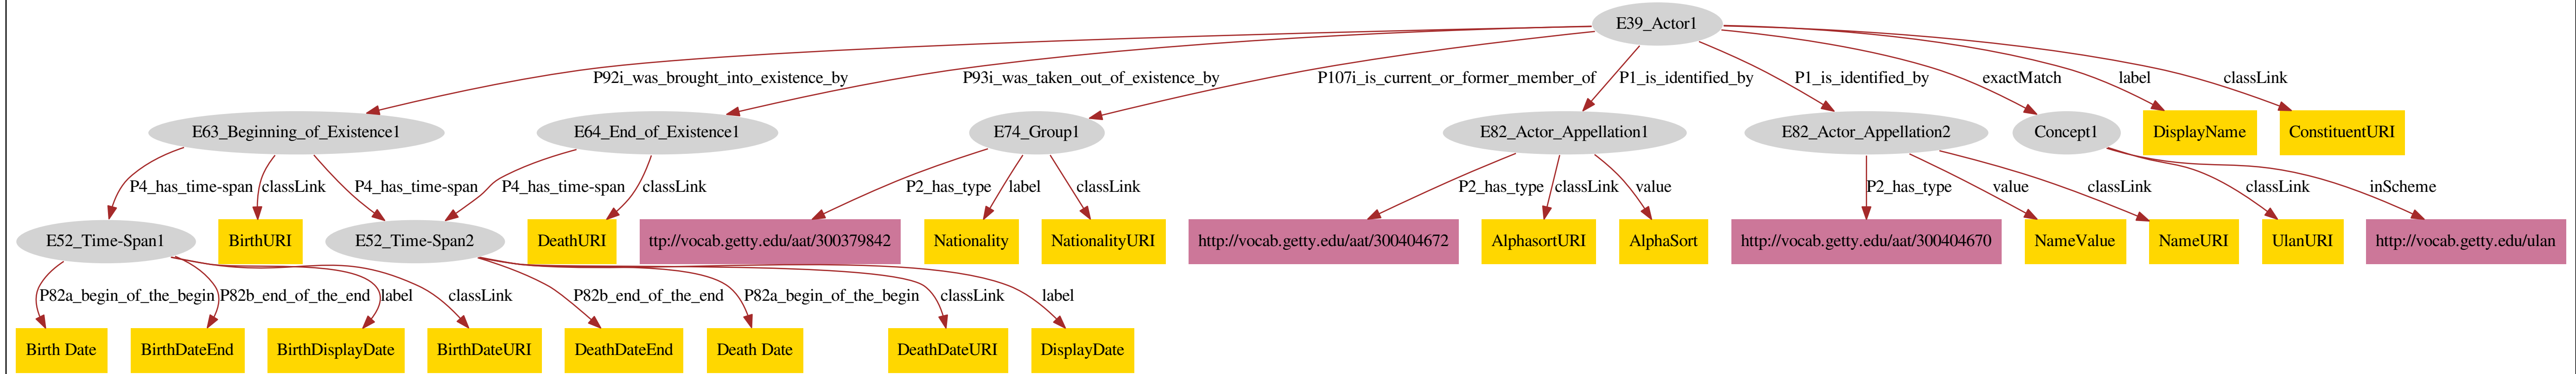 E39_Actor1
P92i_was_brought_into_existence_by
P93i_was_taken_out_of_existence_by
P107i_is_current_or_former_member_of
P1_is_identified_by
P1_is_identified_by
exactMatch
label
classLink
E63_Beginning_of_Existence1
E64_End_of_Existence1
E74_Group1
E82_Actor_Appellation1
E82_Actor_Appellation2
Concept1
DisplayName
ConstituentURI
P4_has_time-span
classLink
P4_has_time-span
P4_has_time-span
classLink
P2_has_type
label
classLink
P2_has_type
classLink
value
P2_has_type
value
classLink
classLink
inScheme
E52_Time-Span1
BirthURI
E52_Time-Span2
DeathURI
ttp://vocab.getty.edu/aat/300379842
Nationality
NationalityURI
http://vocab.getty.edu/aat/300404672
AlphasortURI
AlphaSort
http://vocab.getty.edu/aat/300404670
NameValue
NameURI
UlanURI
http://vocab.getty.edu/ulan
P82a_begin_of_the_begin
P82b_end_of_the_end
label
classLink
P82b_end_of_the_end
P82a_begin_of_the_begin
classLink
label
Birth Date
BirthDateEnd
BirthDisplayDate
BirthDateURI
DeathDateEnd
Death Date
DeathDateURI
DisplayDate